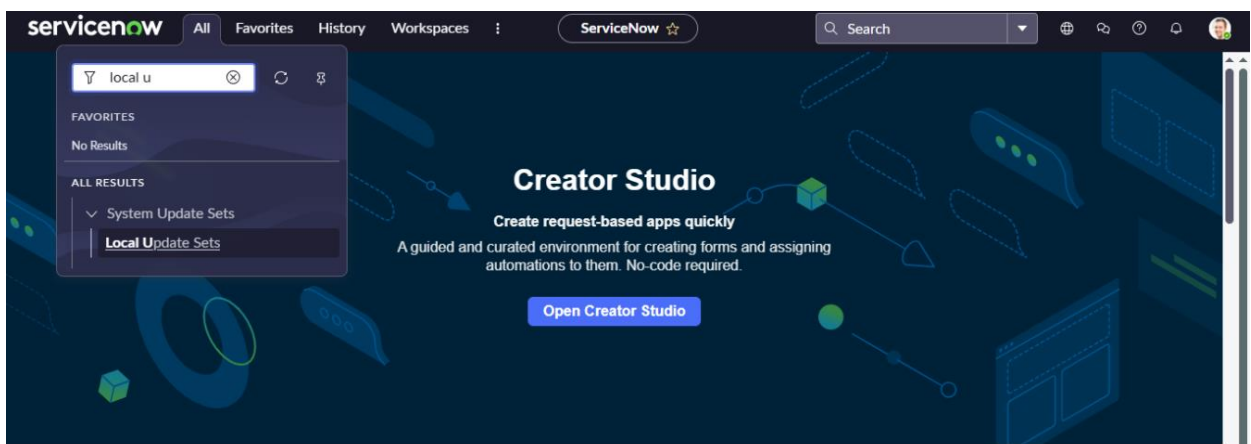 servicenow All Favorites History Workspaces ServiceNow Search
local u
FAVORITES
No Results
ALL RESULTS
System Update Sets
Local Update Sets
Creator Studio
Create request-based apps quickly
A guided and curated environment for creating forms and assigning
automations to them. No-code required.
Open Creator Studio